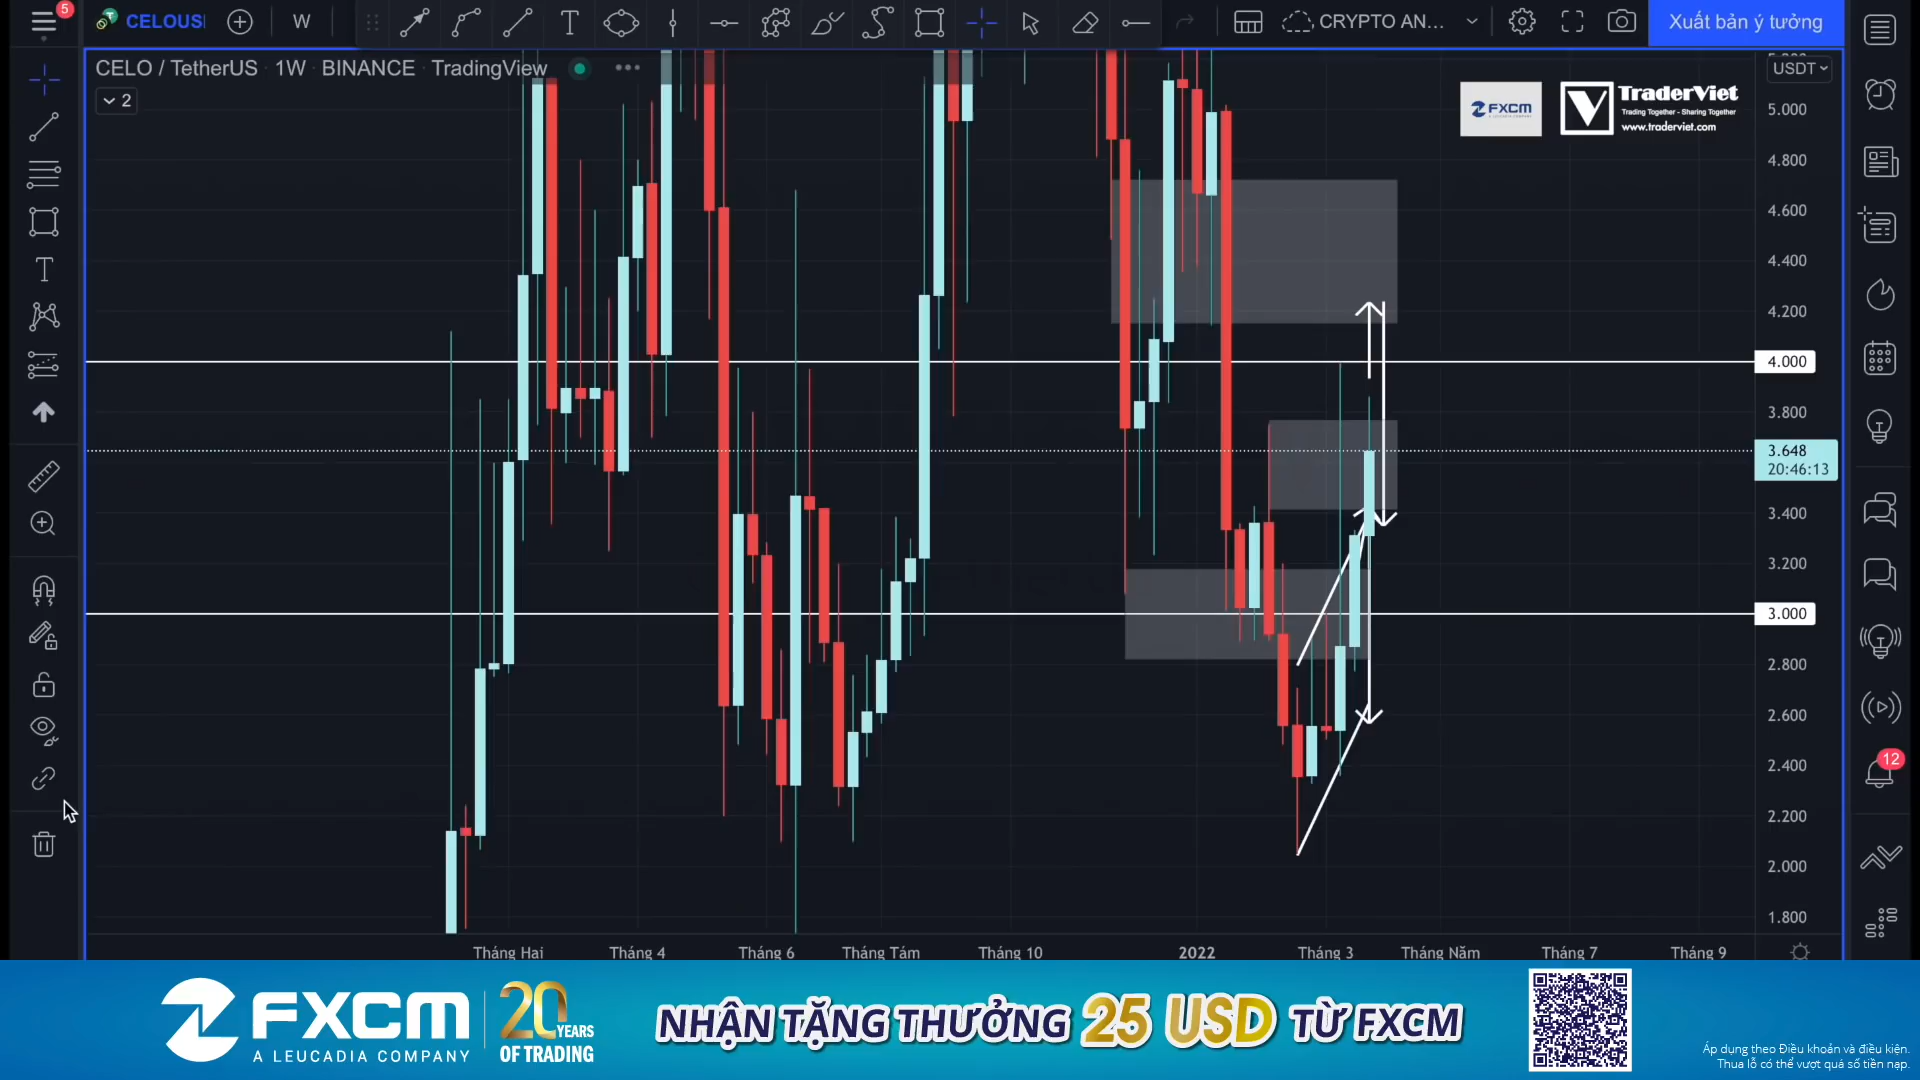 5
CELOUS
W
T
CRYPTO AN...
Xuất bản ý tưởng
CELO / TetherUS · 1W · BINANCE · TradingView
2
USDT
FXCM
TraderViet
Trading Together - Sharing Together
www.traderviet.com
5.000
4.800
4.600
4.400
4.200
4.000
3.800
3.648
20:46:13
3.400
3.200
3.000
2.800
2.600
2.400
2.200
2.000
1.800
12
Tháng Hai
Tháng 4
Tháng 6
Tháng Tám
Tháng 10
2022
Tháng 3
Tháng Năm
Tháng 7
Tháng 9
FXCM
A LEUCADIA COMPANY
20 YEARS
OF TRADING
NHẬN TẶNG THƯỞNG 25 USD TỪ FXCM
Áp dụng theo Điều khoản và điều kiện.
Thua lỗ có thể vượt quá số tiền nạp.